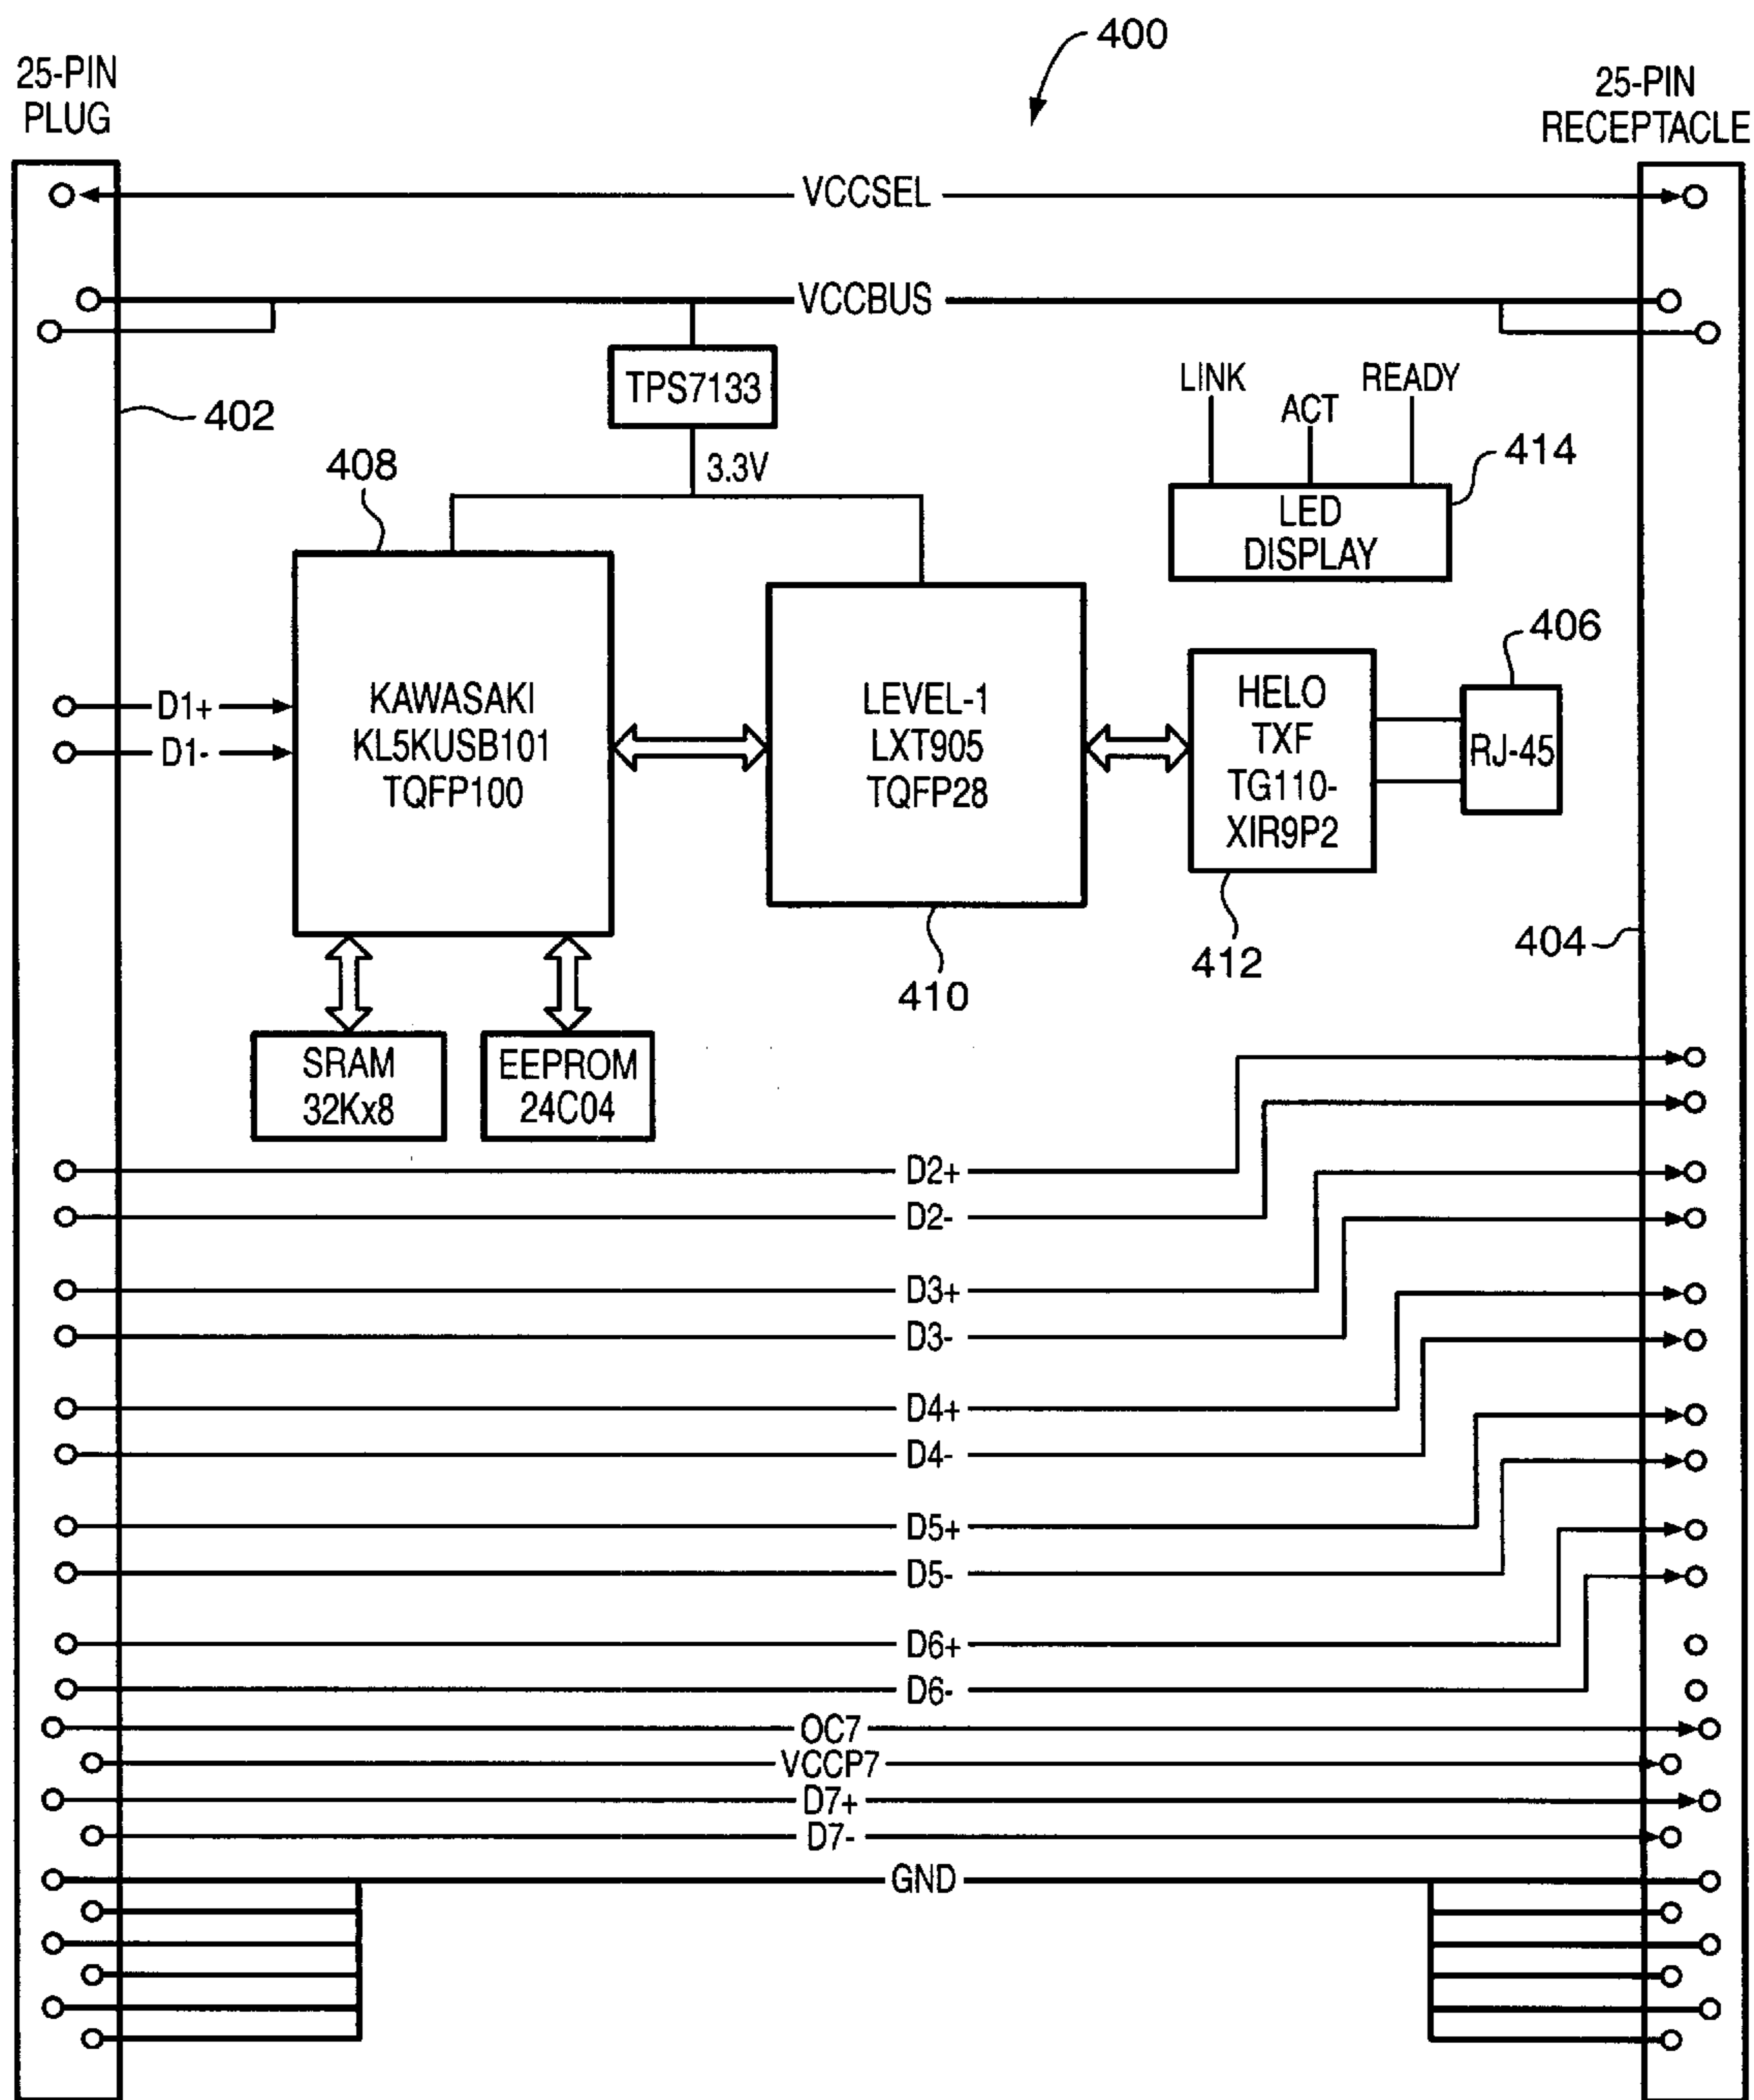 400
25-PIN
PLUG
25-PIN
RECEPTACLE
VCCSEL
VCCBUS
TPS7133
402
3.3V
LINK
ACT
READY
414
LED
DISPLAY
408
406
D1+
D1-
KAWASAKI
KL5KUSB101
TQFP100
LEVEL-1
LXT905
TQFP28
HELO
TXF
TG110-
XIR9P2
RJ-45
404
412
410
SRAM
32Kx8
EEPROM
24C04
D2+
D2-
D3+
D3-
D4+
D4-
D5+
D5-
D6+
D6-
OC7
VCCP7
D7+
D7-
GND